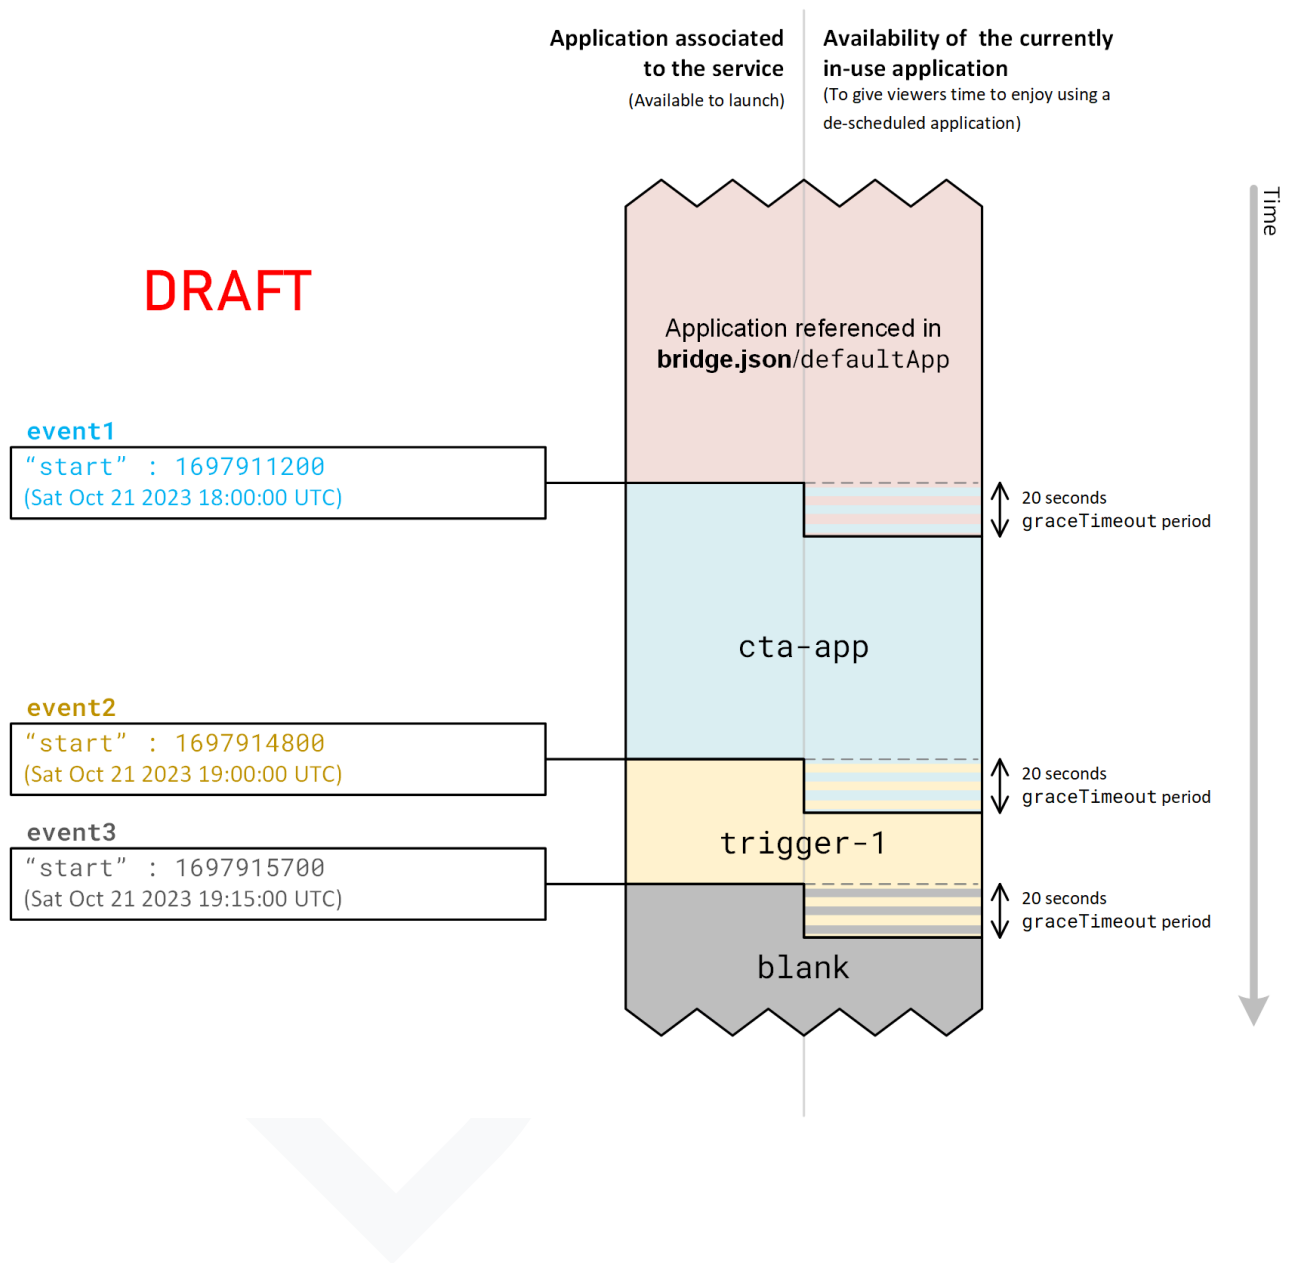 Application associated
to the service
(Available to launch)
Availability of the currently
in-use application
(To give viewers time to enjoy using a
de-scheduled application)
Time
DRAFT
Application referenced in
bridge.json/defaultApp
event1
“start” : 1697911200
(Sat Oct 21 2023 18:00:00 UTC)
20 seconds
graceTimeout period
cta-app
event2
“start” : 1697914800
(Sat Oct 21 2023 19:00:00 UTC)
20 seconds
graceTimeout period
trigger-1
event3
“start” : 1697915700
(Sat Oct 21 2023 19:15:00 UTC)
20 seconds
graceTimeout period
blank